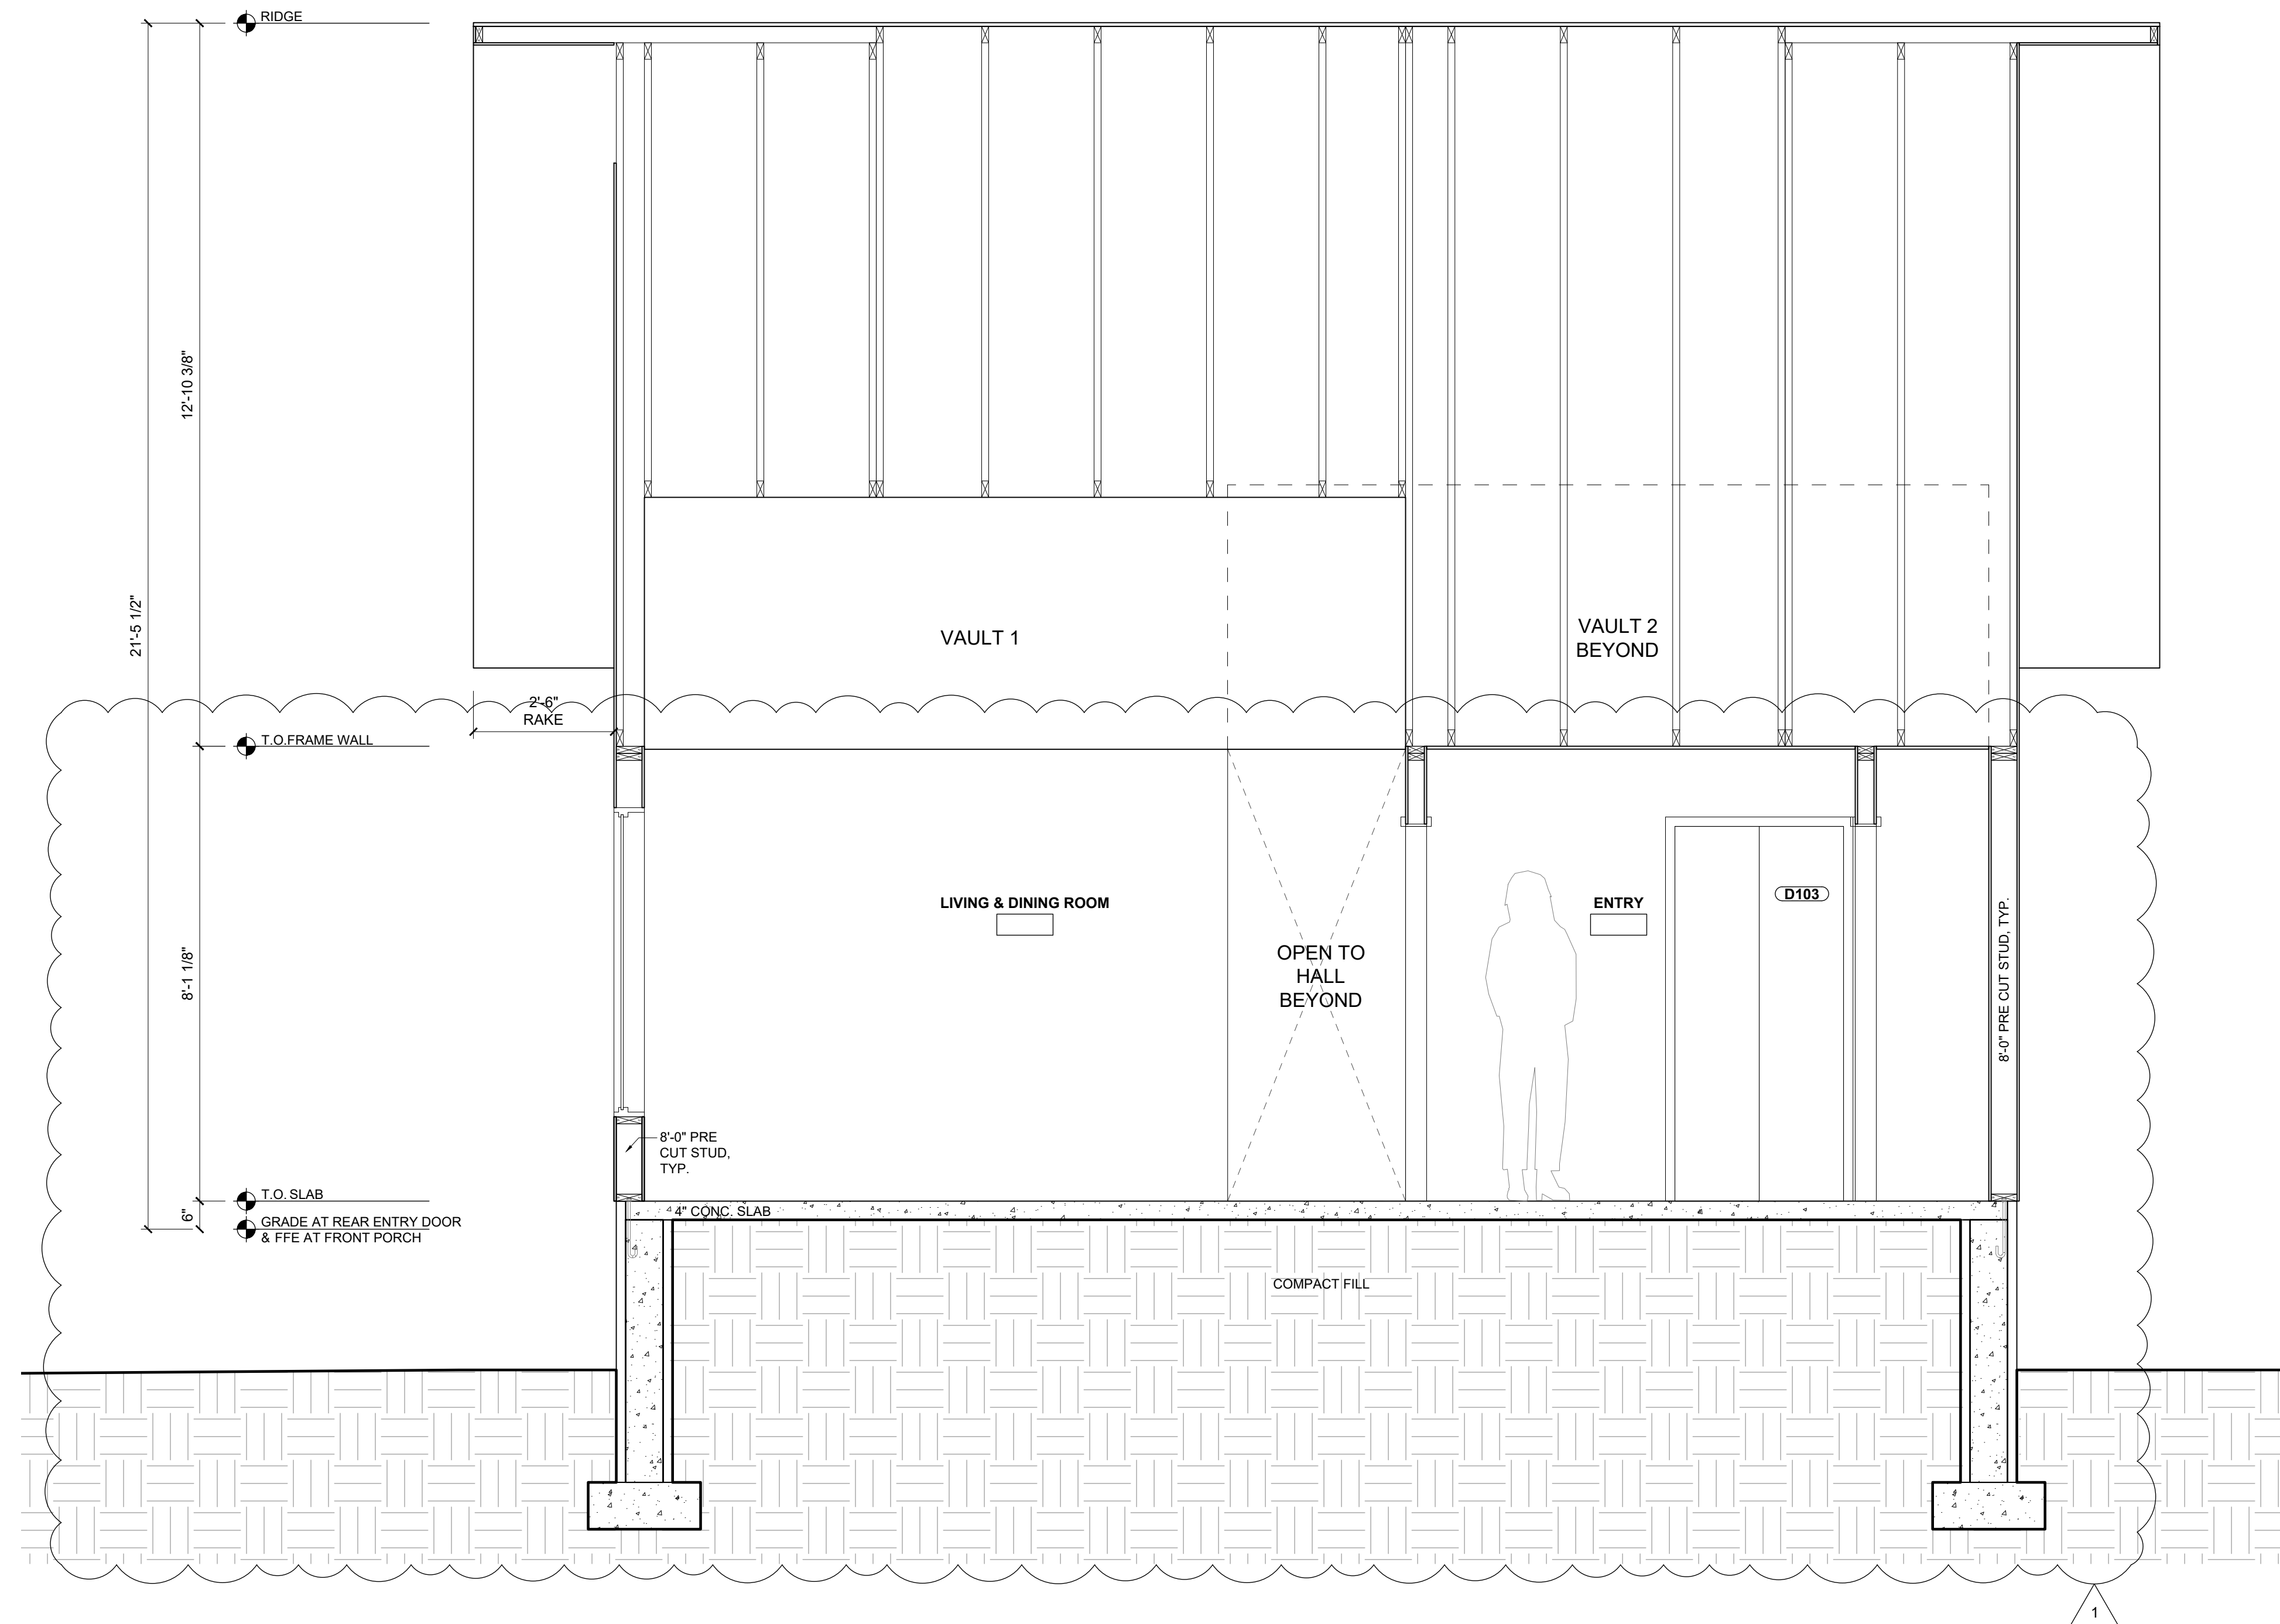 RIDGE
12'-10 3/8"
21'-5 1/2"
VAULT 1
VAULT 2
BEYOND
2'-6"
RAKE
T.O.FRAME WALL
LIVING & DINING ROOM
ENTRY
D103
OPEN TO
HALL
BEYOND
8'-1 1/8"
8'-0" PRE CUT STUD, TYP.
8'-0" PRE
CUT STUD,
TYP.
T.O. SLAB
6"
4" CONC. SLAB
GRADE AT REAR ENTRY DOOR
& FFE AT FRONT PORCH
COMPACT FILL
1